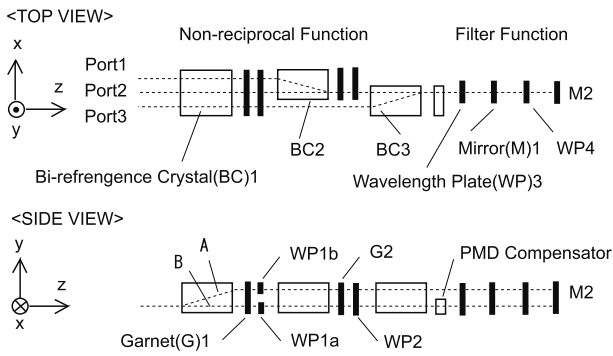 <TOP VIEW>
Non-reciprocal Function
Filter Function
x
z
y
Port1
Port2
Port3
M2
BC2
BC3
Mirror(M)1
WP4
Bi-refrengence Crystal(BC)1
Wavelength Plate(WP)3
<SIDE VIEW>
y
z
x
A
B
WP1b
G2
PMD Compensator
M2
Garnet(G)1
WP1a
WP2